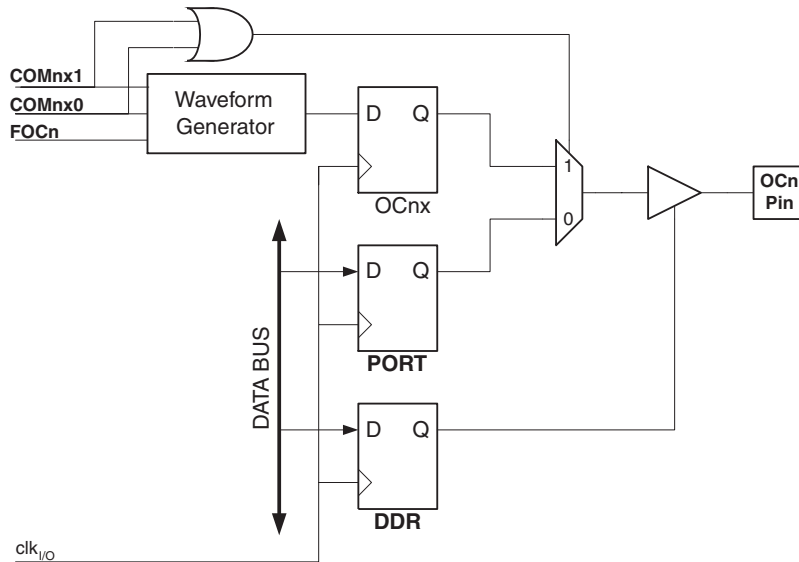 COMnx1
COMnx0
FOCn
Waveform
Generator
D Q
OCnx
1
0
OCn
Pin
D Q
PORT
DATA BUS
D Q
DDR
clkI/O